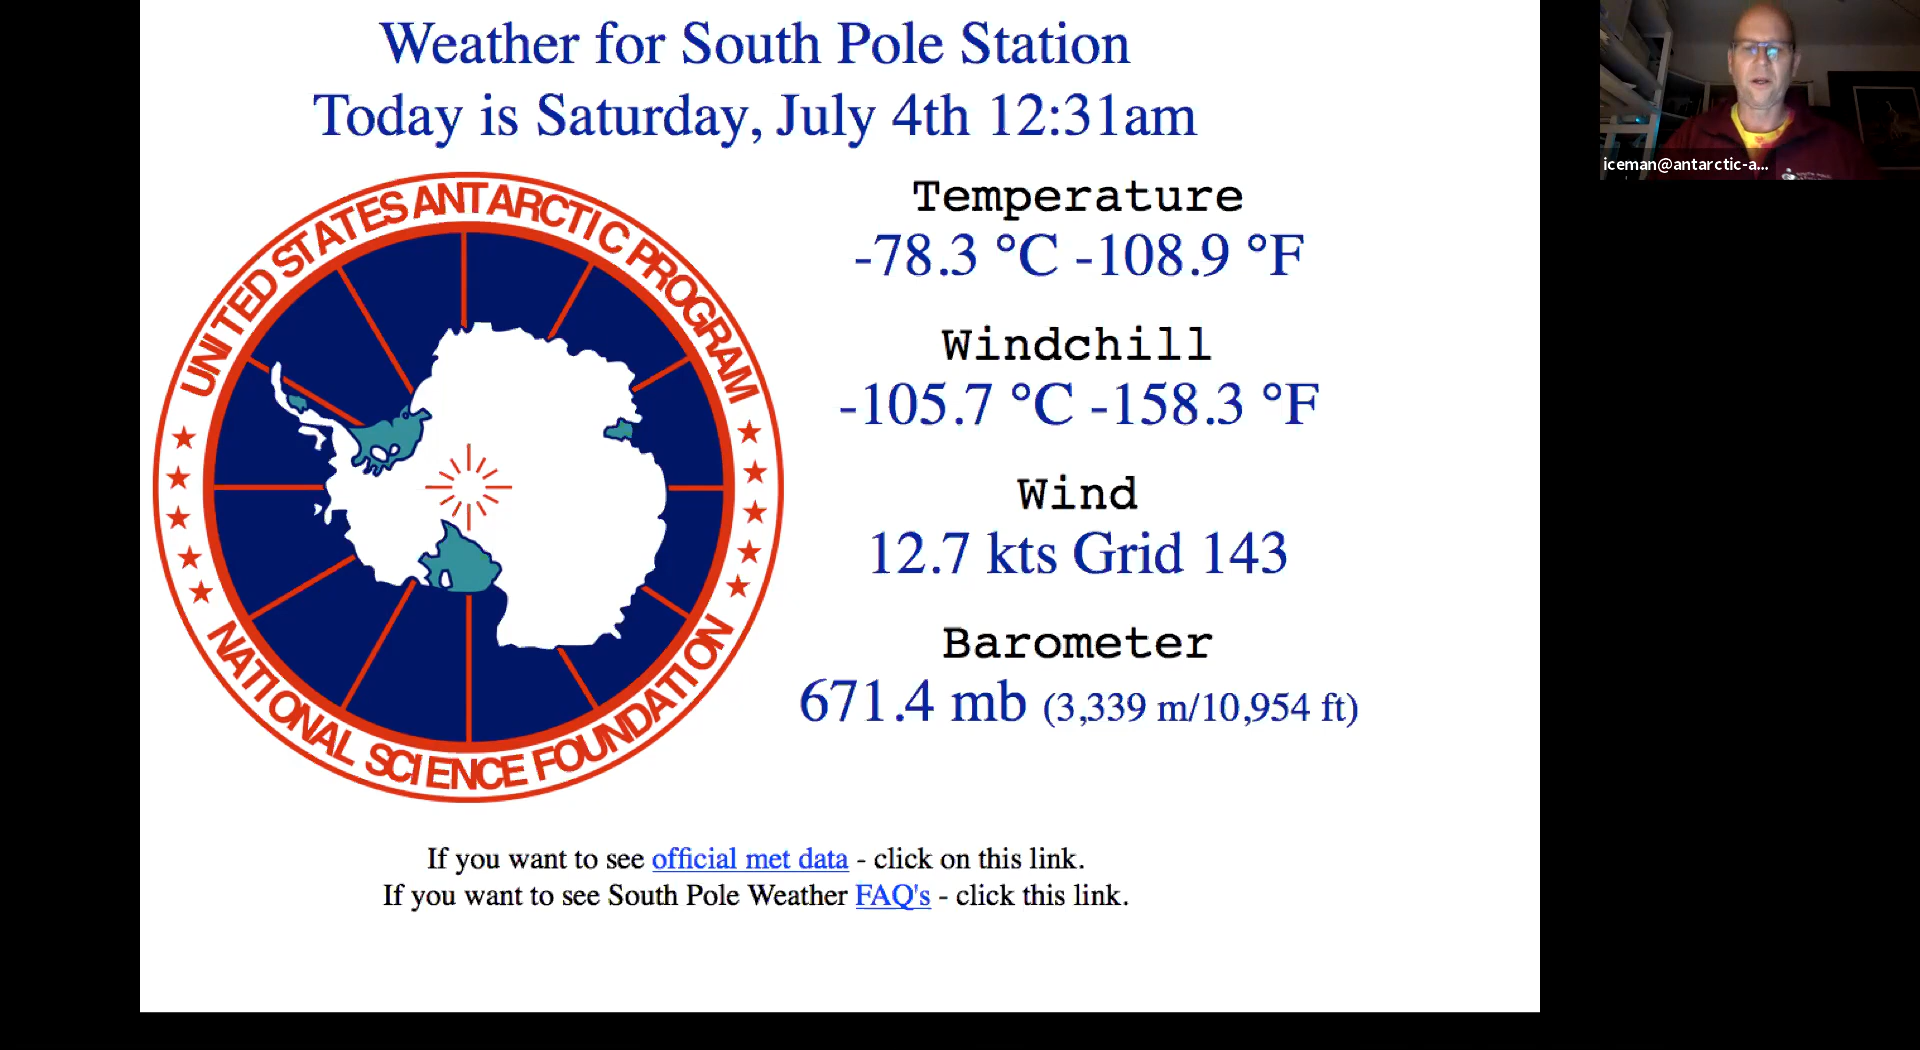 Weather for South Pole Station
Today is Saturday, July 4th 12:31am
UNITED STATES ANTARCTIC PROGRAM
NATIONAL SCIENCE FOUNDATION
Temperature
-78.3 °C -108.9 °F
Windchill
-105.7 °C -158.3 °F
Wind
12.7 kts Grid 143
Barometer
671.4 mb (3,339 m/10,954 ft)
If you want to see official met data - click on this link.
If you want to see South Pole Weather FAQ's - click this link.
iceman@antarctic-a...